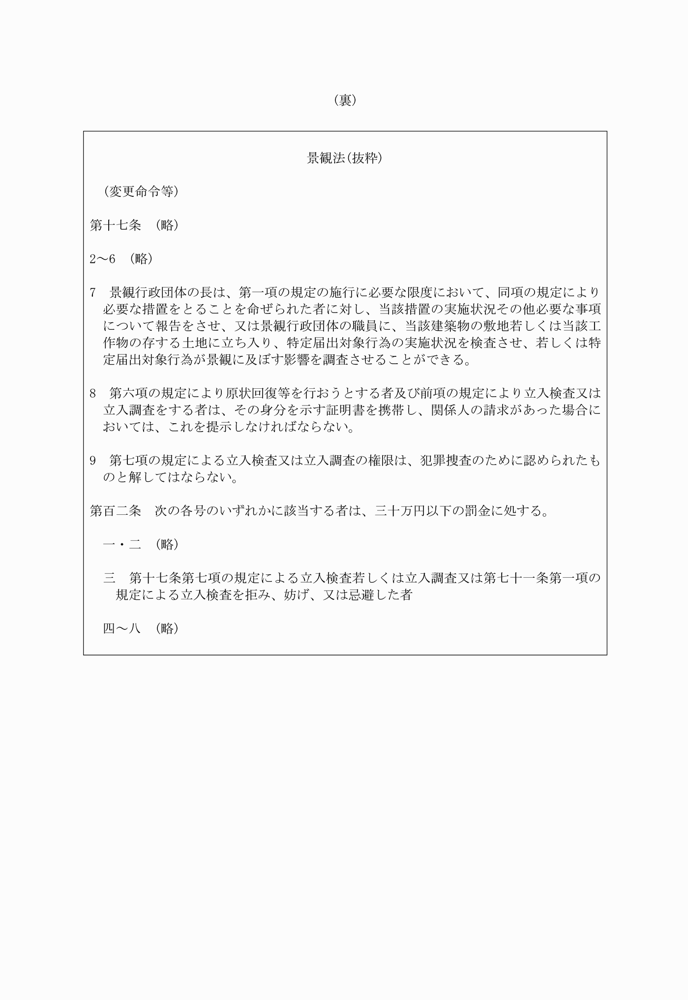 （裏）
景観法(抜粋)
（変更命令等）
第十七条　（略）
2～6　（略）
7　景観行政団体の長は、第一項の規定の施行に必要な限度において、同項の規定により
必要な措置をとることを命ぜられた者に対し、当該措置の実施状況その他必要な事項
について報告をさせ、又は景観行政団体の職員に、当該建築物の敷地若しくは当該工
作物の存する土地に立ち入り、特定届出対象行為の実施状況を検査させ、若しくは特
定届出対象行為が景観に及ぼす影響を調査させることができる。
8　第六項の規定により原状回復等を行おうとする者及び前項の規定により立入検査又は
立入調査をする者は、その身分を示す証明書を携帯し、関係人の請求があった場合に
おいては、これを提示しなければならない。
9　第七項の規定による立入検査又は立入調査の権限は、犯罪捜査のために認められたも
のと解してはならない。
第百二条　次の各号のいずれかに該当する者は、三十万円以下の罰金に処する。
一・二　（略）
三　第十七条第七項の規定による立入検査若しくは立入調査又は第七十一条第一項の
規定による立入検査を拒み、妨げ、又は忌避した者
四～八　（略）